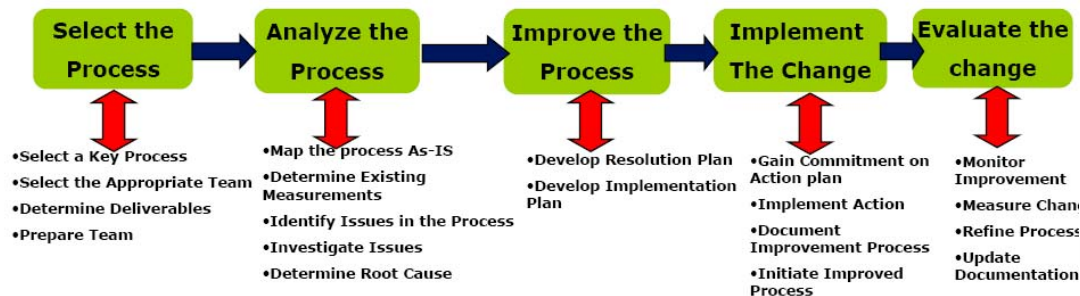 Select the
Process
Analyze the
Process
Improve the
Process
Implement
The Change
Evaluate the
change
•Select a Key Process
•Select the Appropriate Team
•Determine Deliverables
•Prepare Team
•Map the process As-IS
•Determine Existing
Measurements
•Identify Issues in the Process
•Investigate Issues
•Determine Root Cause
•Develop Resolution Plan
•Develop Implementation
Plan
•Gain Commitment on
Action plan
•Implement Action
•Document
Improvement Process
•Initiate Improved
Process
•Monitor
Improvement
•Measure Chan
•Refine Process
•Update
Documentation